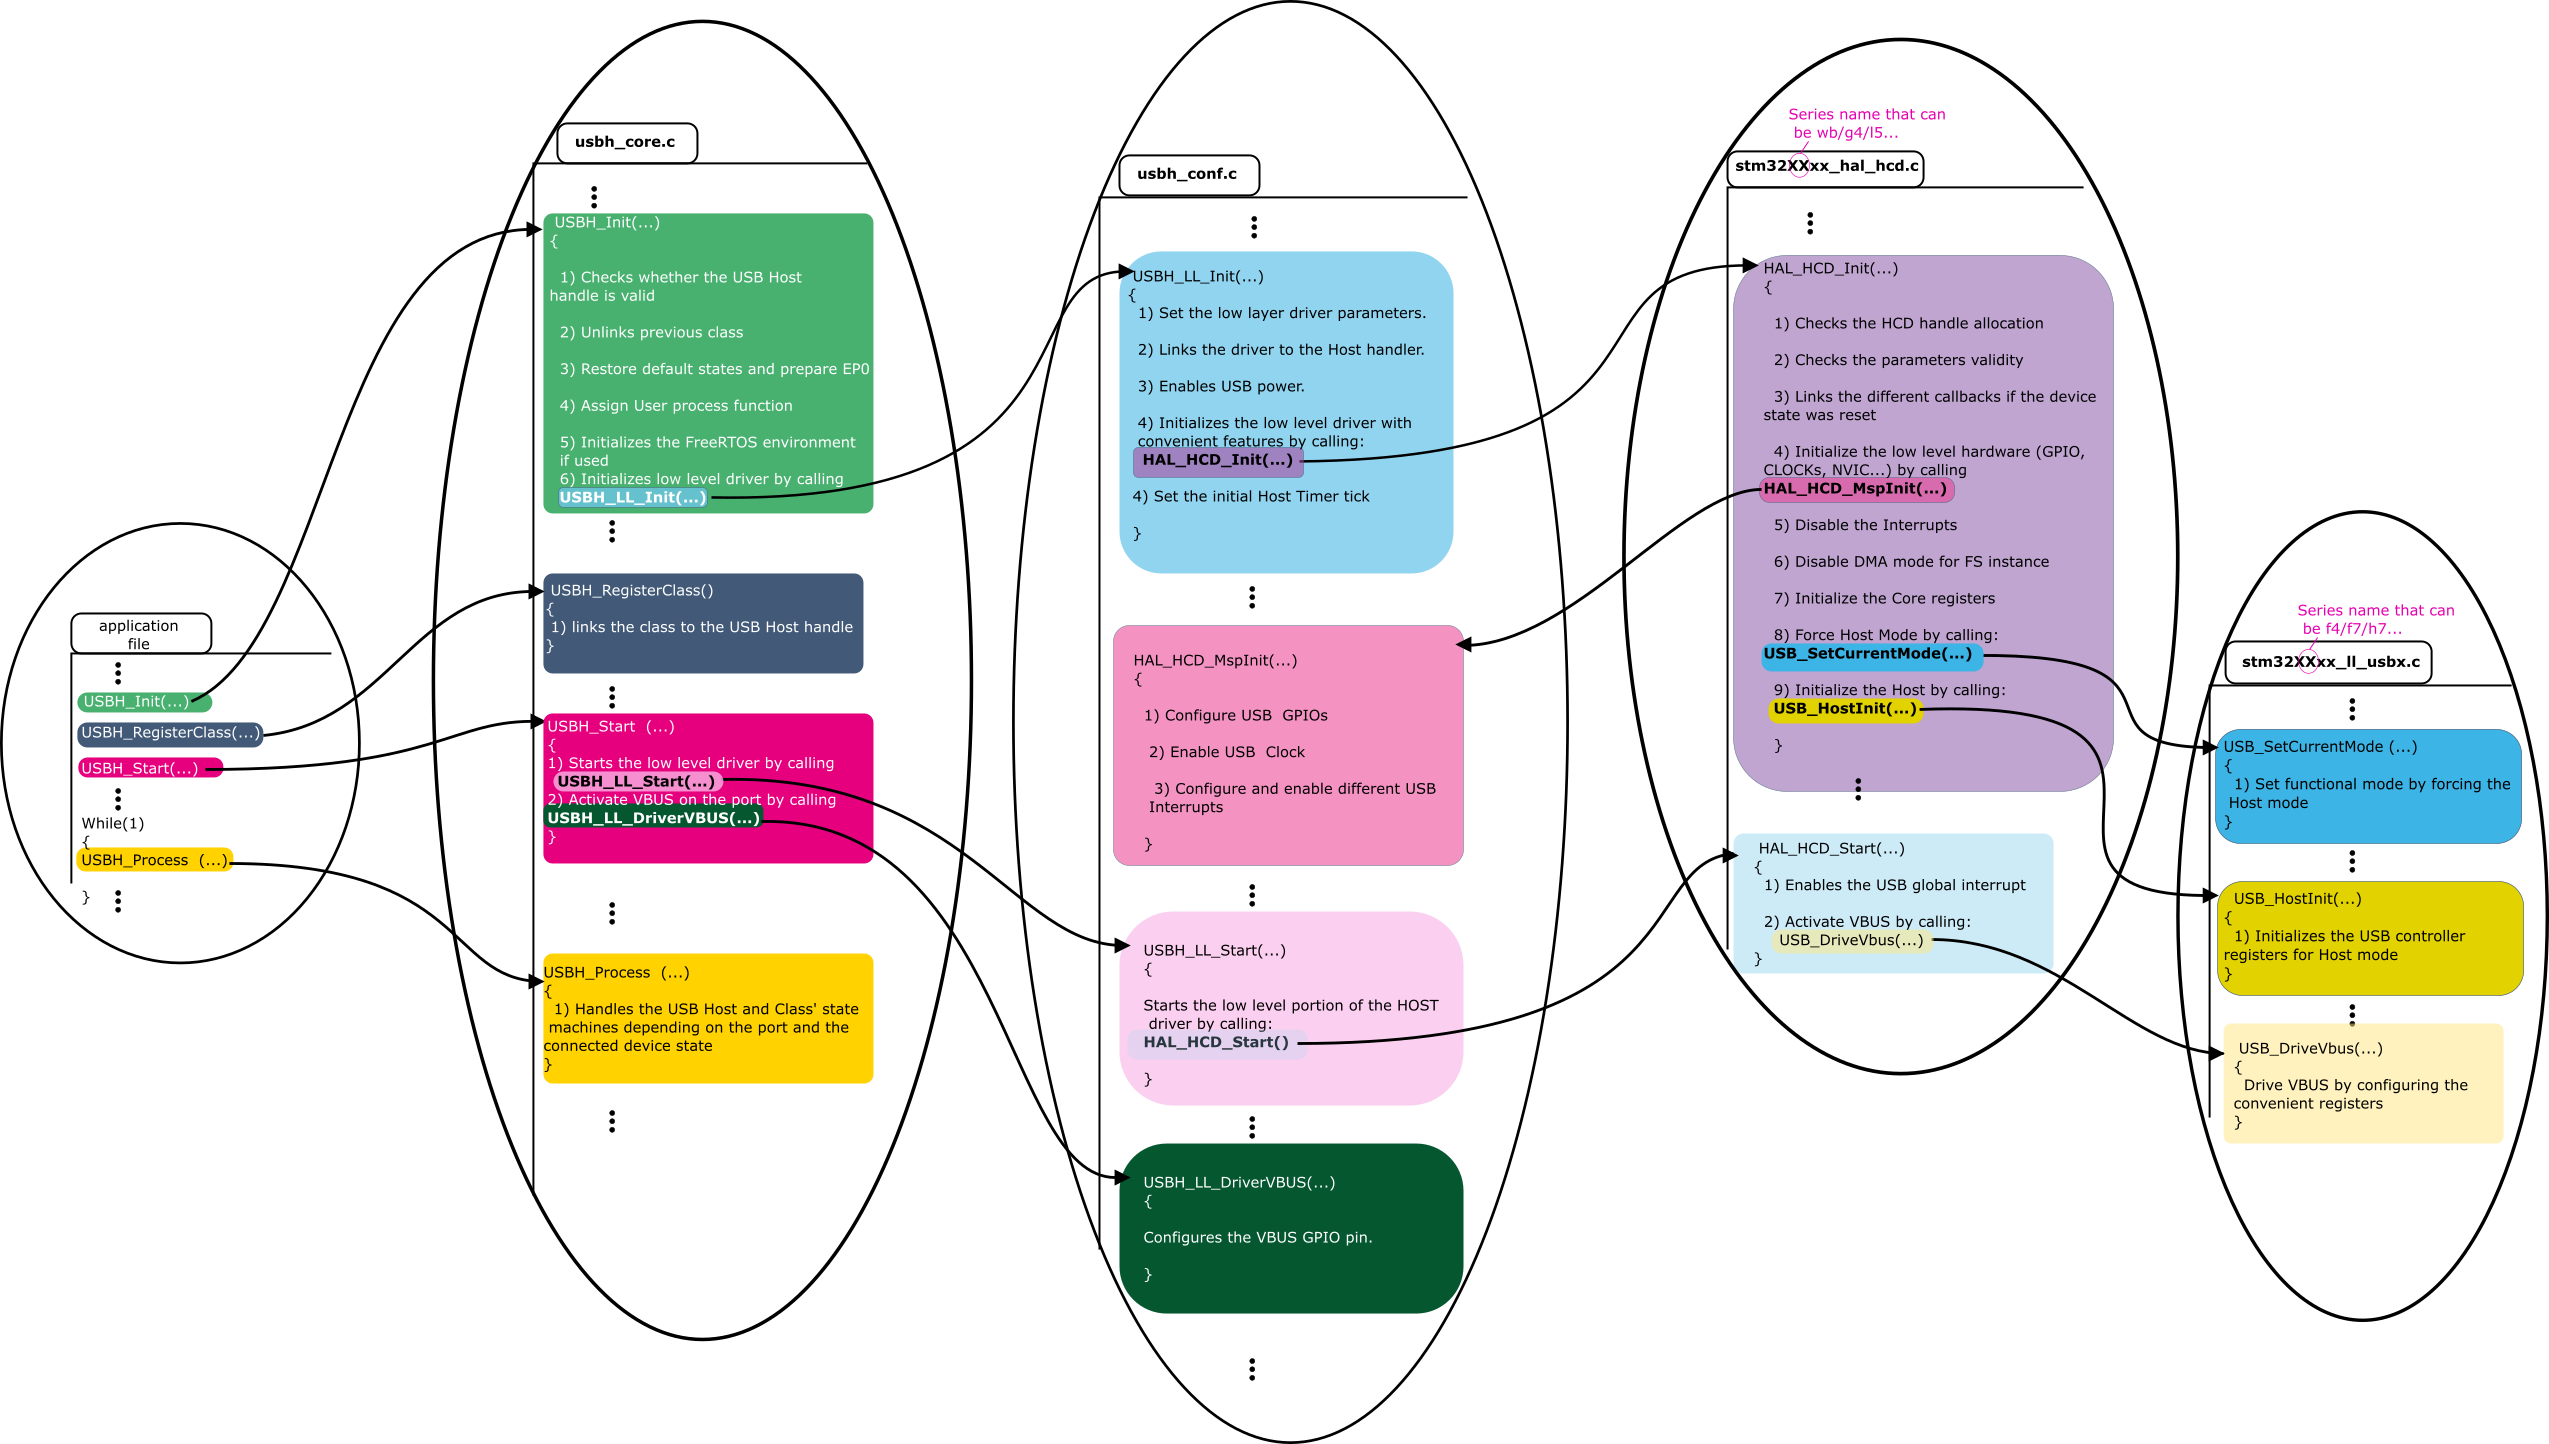 application
file
USBH_Init(...)
USBH_RegisterClass(...)
USBH_Start(...)
While(1)
{
USBH_Process (...)
}
usbh_core.c
USBH_Init(...)
{
1) Checks whether the USB Host
handle is valid
2) Unlinks previous class
3) Restore default states and prepare EP0
4) Assign User process function
5) Initializes the FreeRTOS environment
if used
6) Initializes low level driver by calling
USBH_LL_Init(...)
USBH_RegisterClass()
{
1) links the class to the USB Host handle
}
USBH_Start (...)
{
1) Starts the low level driver by calling
USBH_LL_Start(...)
2) Activate VBUS on the port by calling
USBH_LL_DriverVBUS(...)
}
USBH_Process (...)
{
1) Handles the USB Host and Class' state
machines depending on the port and the
connected device state
}
usbh_conf.c
USBH_LL_Init(...)
{
1) Set the low layer driver parameters.
2) Links the driver to the Host handler.
3) Enables USB power.
4) Initializes the low level driver with
convenient features by calling:
HAL_HCD_Init(...)
4) Set the initial Host Timer tick
}
HAL_HCD_MspInit(...)
{
1) Configure USB GPIOs
2) Enable USB Clock
3) Configure and enable different USB
Interrupts
}
USBH_LL_Start(...)
{
Starts the low level portion of the HOST
driver by calling:
HAL_HCD_Start()
}
USBH_LL_DriverVBUS(...)
{
Configures the VBUS GPIO pin.
}
Series name that can
be wb/g4/l5...
stm32XXxx_hal_hcd.c
HAL_HCD_Init(...)
{
1) Checks the HCD handle allocation
2) Checks the parameters validity
3) Links the different callbacks if the device
state was reset
4) Initialize the low level hardware (GPIO,
CLOCKs, NVIC...) by calling
HAL_HCD_MspInit(...)
5) Disable the Interrupts
6) Disable DMA mode for FS instance
7) Initialize the Core registers
8) Force Host Mode by calling:
USB_SetCurrentMode(...)
9) Initialize the Host by calling:
USB_HostInit(...)
}
HAL_HCD_Start(...)
{
1) Enables the USB global interrupt
2) Activate VBUS by calling:
USB_DriveVbus(...)
}
Series name that can
be f4/f7/h7...
stm32XXxx_ll_usbx.c
USB_SetCurrentMode (...)
{
1) Set functional mode by forcing the
Host mode
}
USB_HostInit(...)
{
1) Initializes the USB controller
registers for Host mode
}
USB_DriveVbus(...)
{
Drive VBUS by configuring the
convenient registers
}